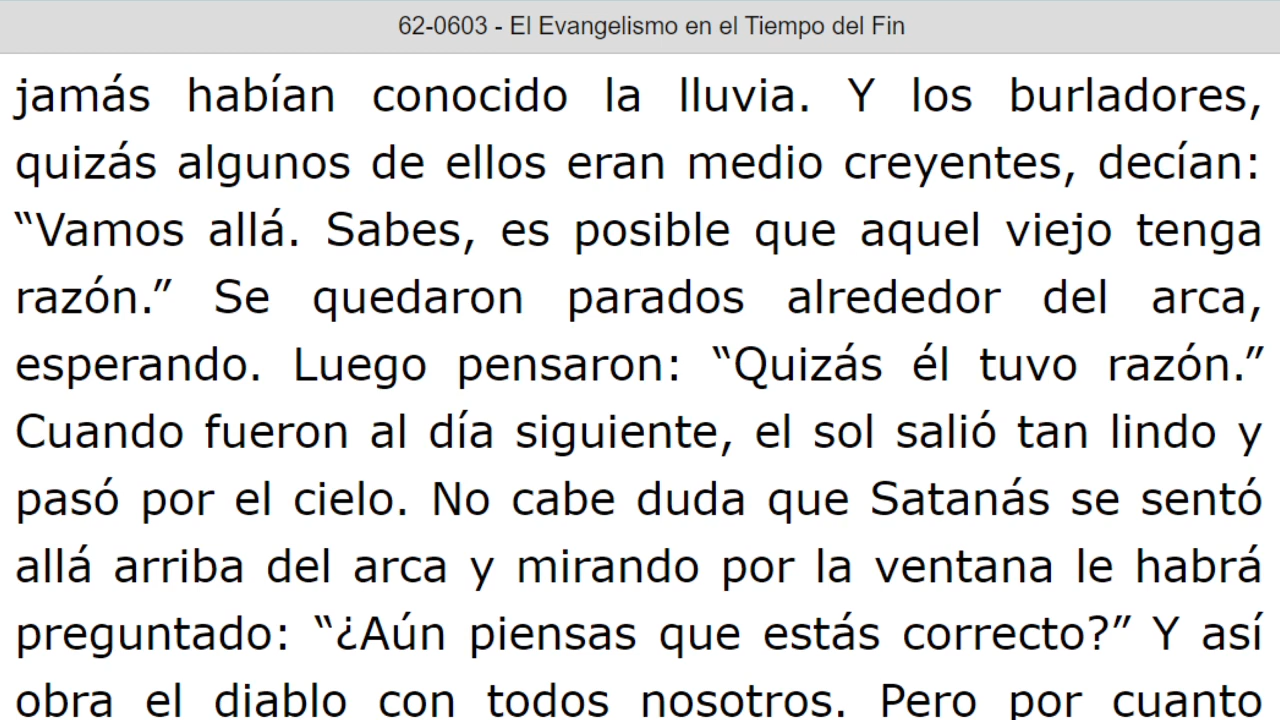 62-0603 - El Evangelismo en el Tiempo del Fin
jamás habían conocido la lluvia. Y los burladores,
quizás algunos de ellos eran medio creyentes, decían:
“Vamos allá. Sabes, es posible que aquel viejo tenga
razón.” Se quedaron parados alrededor del arca,
esperando. Luego pensaron: “Quizás él tuvo razón.”
Cuando fueron al día siguiente, el sol salió tan lindo y
pasó por el cielo. No cabe duda que Satanás se sentó
allá arriba del arca y mirando por la ventana le habrá
preguntado: “¿Aún piensas que estás correcto?” Y así
obra el diablo con todos nosotros. Pero por cuanto